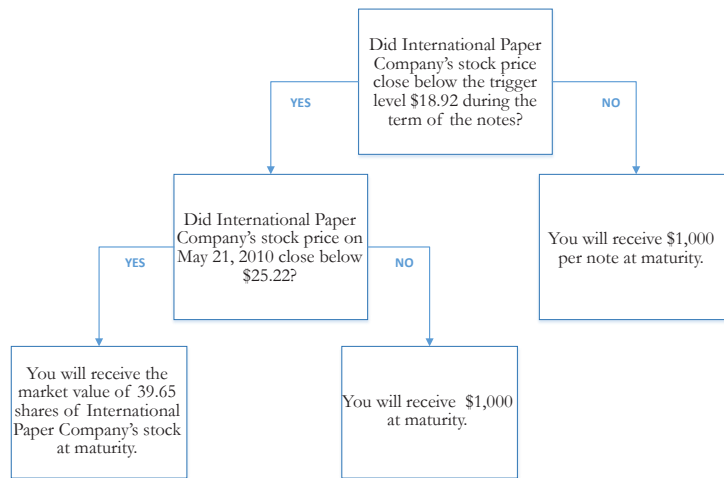 Did International Paper
Company's stock price
close below the trigger
level $18.92 during the
term of the notes?
YES
NO
Did International Paper
Company's stock price on
May 21, 2010 close below
$25.22?
You will receive $1,000
per note at maturity.
YES
NO
You will receive the
market value of 39.65
shares of International
Paper Company's stock
at maturity.
You will receive $1,000
at maturity.